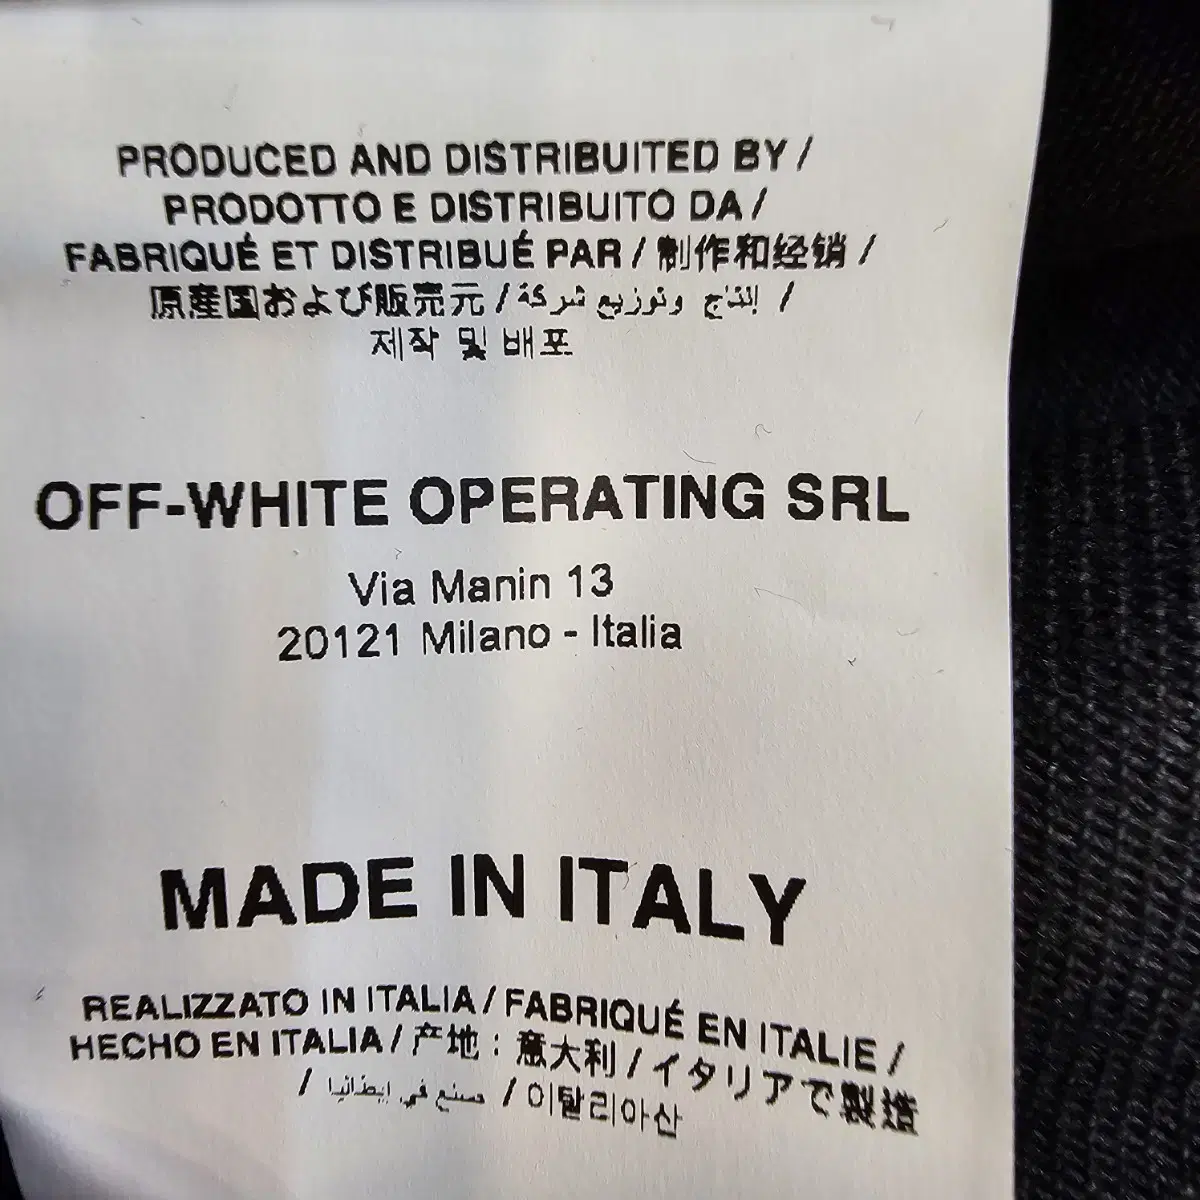 PRODUCED AND DISTRIBUITED BY /
PRODOTTO E DISTRIBUITO DA /
FABRIQUÉ ET DISTRIBUÉ PAR / 制作和经销 /
原産国および販売元 / إنتاج وتوزيع شركة /
제작 및 배포
OFF-WHITE OPERATING SRL
Via Manin 13
20121 Milano - Italia
MADE IN ITALY
REALIZZATO IN ITALIA / FABRIQUÉ EN ITALIE /
HECHO EN ITALIA / 产地：意大利 / イタリアで製造
/ صنع في إيطانيا / 이탈리아산